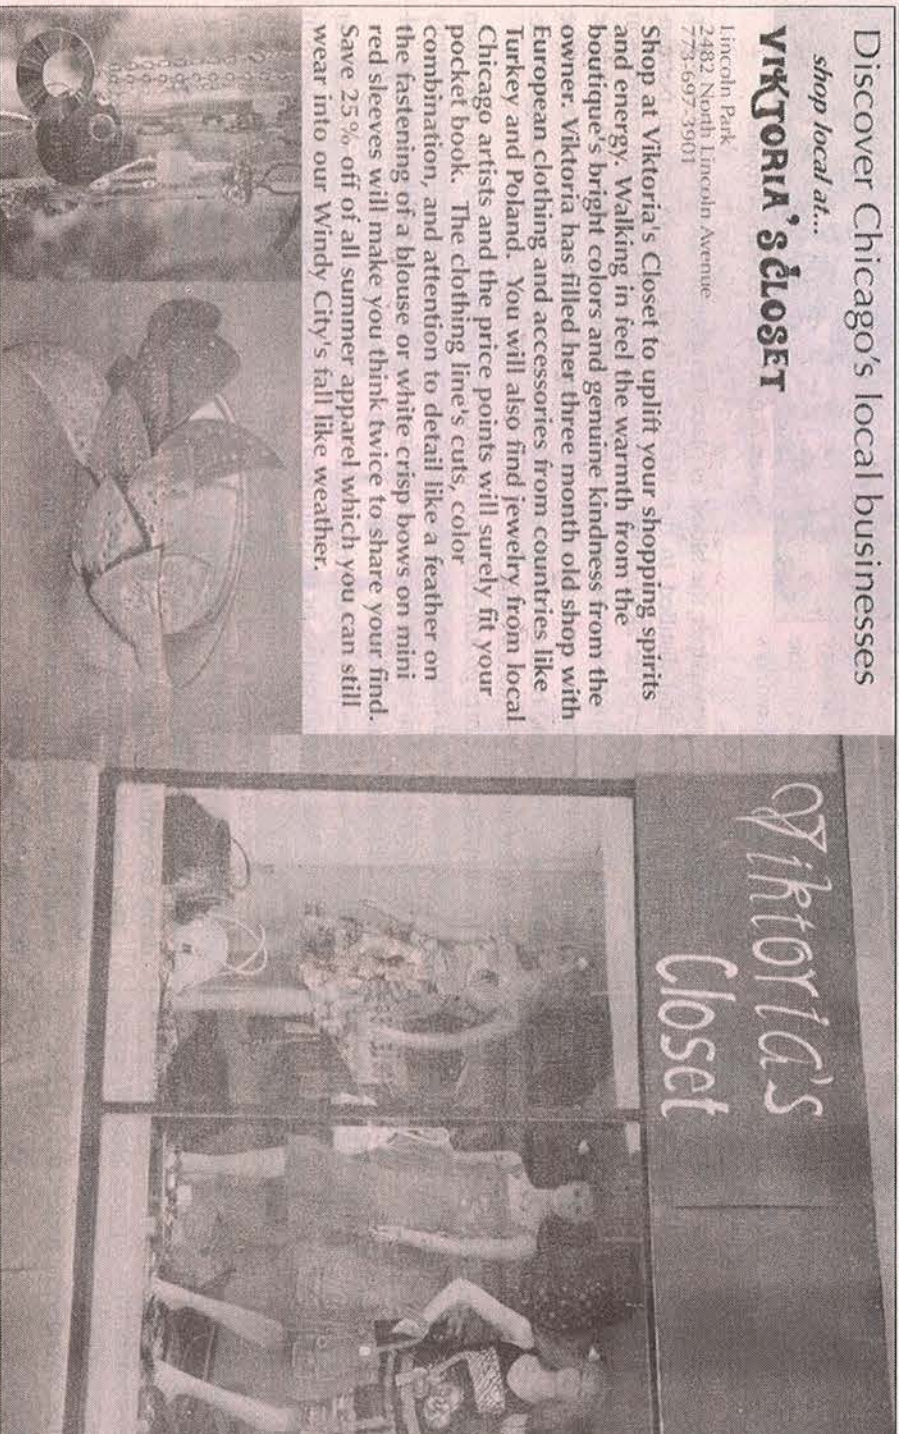 Discover Chicago's local businesses
shop local at...
VIKTORIA'S CLOSET
Lincoln Park
2482 North Lincoln Avenue
773-697-3901
Shop at Viktoria's Closet to uplift your shopping spirits
and energy. Walking in feel the warmth from the
boutique's bright colors and genuine kindness from the
owner. Viktoria has filled her three month old shop with
European clothing and accessories from countries like
Turkey and Poland. You will also find jewelry from local
Chicago artists and the price points will surely fit your
pocket book. The clothing line's cuts, color
combination, and attention to detail like a feather on
the fastening of a blouse or white crisp bows on mini
red sleeves will make you think twice to share your find.
Save 25% off of all summer apparel which you can still
wear into our Windy City's fall like weather.
Viktoria's
Closet